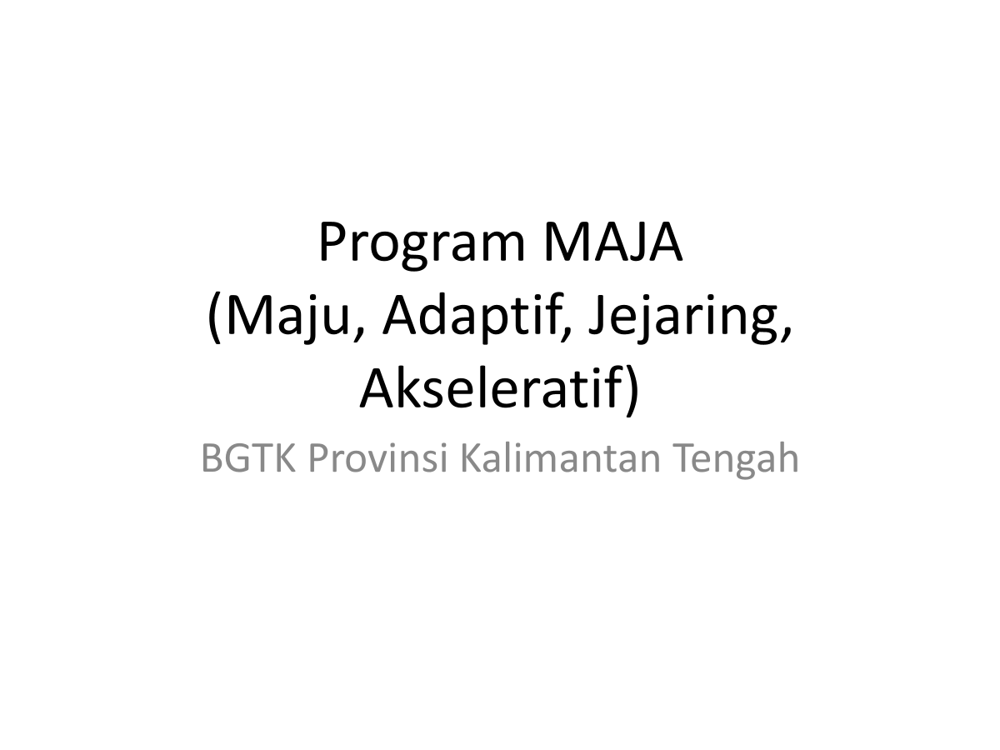 Program MAJA
(Maju, Adaptif, Jejaring,
Akseleratif)
BGTK Provinsi Kalimantan Tengah